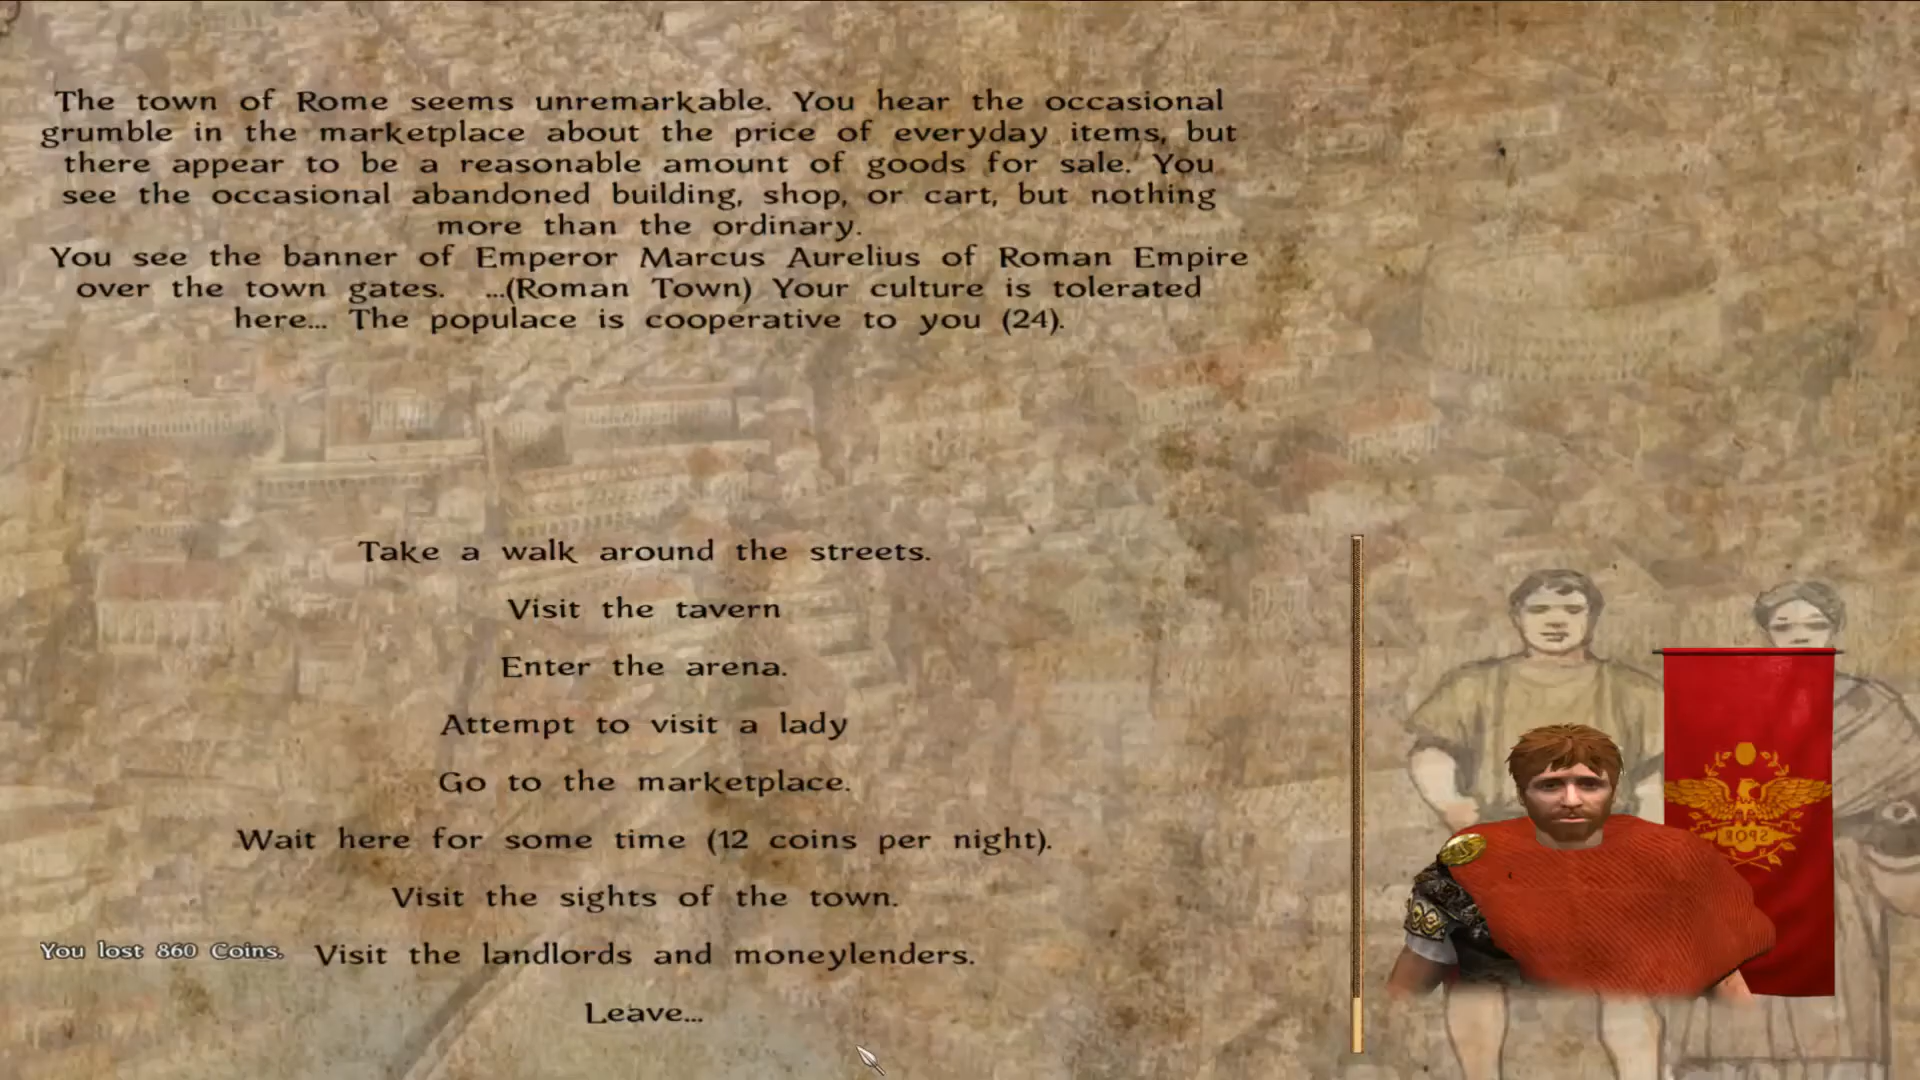 The town of Rome seems unremarkable. You hear the occasional
grumble in the marketplace about the price of everyday items, but
there appear to be a reasonable amount of goods for sale. You
see the occasional abandoned building, shop, or cart, but nothing
more than the ordinary.
You see the banner of Emperor Marcus Aurelius of Roman Empire
over the town gates. ...(Roman Town) Your culture is tolerated
here... The populace is cooperative to you (24).
Take a walk around the streets.
Visit the tavern
Enter the arena.
Attempt to visit a lady
Go to the marketplace.
Wait here for some time (12 coins per night).
Visit the sights of the town.
You lost 860 Coins.
Visit the landlords and moneylenders.
Leave...
SPQR